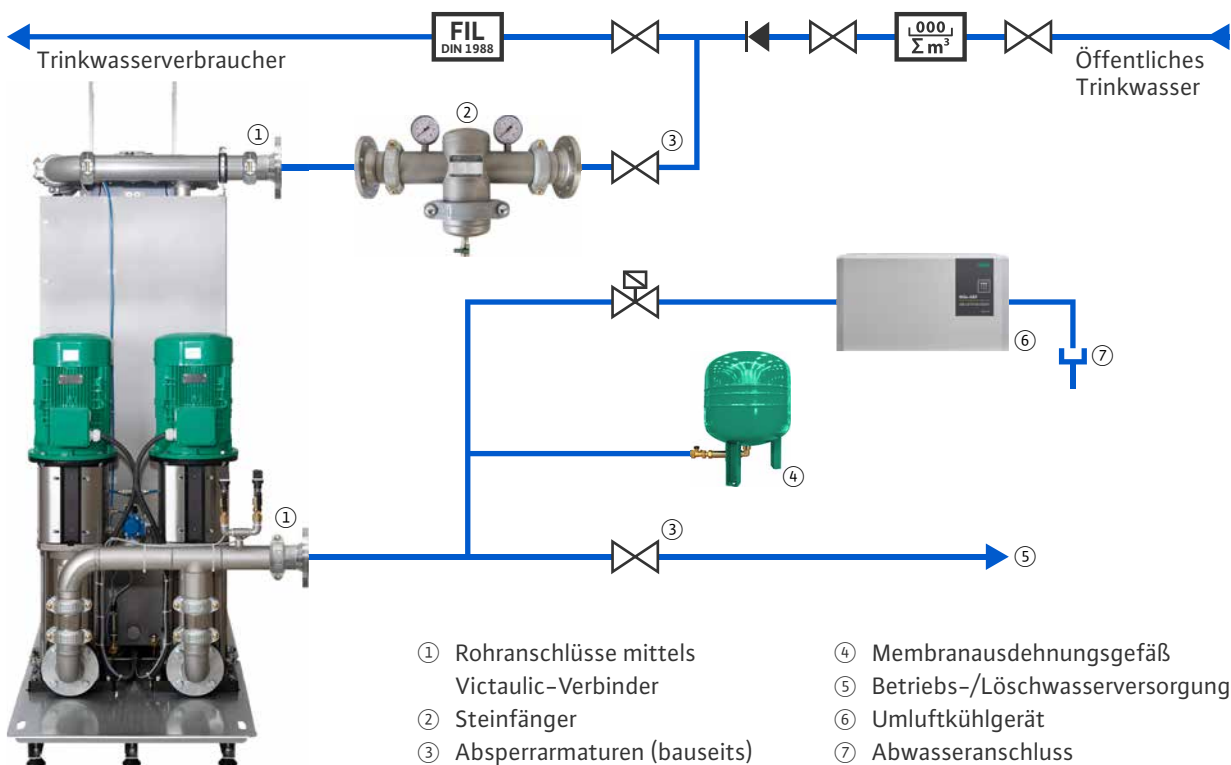 FIL
DIN 1988
000
Σ m³
Trinkwasserverbraucher
Öffentliches
Trinkwasser
①
②
③
⑥
⑦
④
①
③
⑤
① Rohranschlüsse mittels
Victaulic-Verbinder
② Steinfänger
③ Absperrarmaturen (bauseits)
④ Membranausdehnungsgefäß
⑤ Betriebs-/Löschwasserversorgung
⑥ Umluftkühlgerät
⑦ Abwasseranschluss